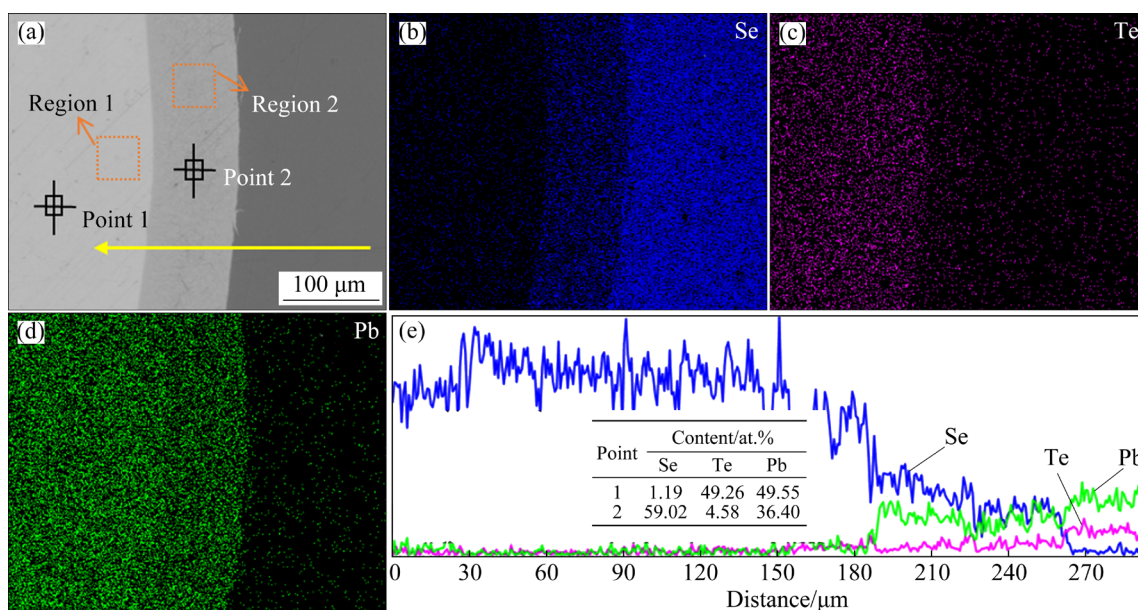 (a)
Region 1
Region 2
Point 2
Point 1
100 μm
(b)
Se
(c)
Te
(d)
Pb
(e)
Point Content/at.%
Se Te Pb
1 1.19 49.26 49.55
2 59.02 4.58 36.40
Se
Te
Pb
0 30 60 90 120 150 180 210 240 270
Distance/μm